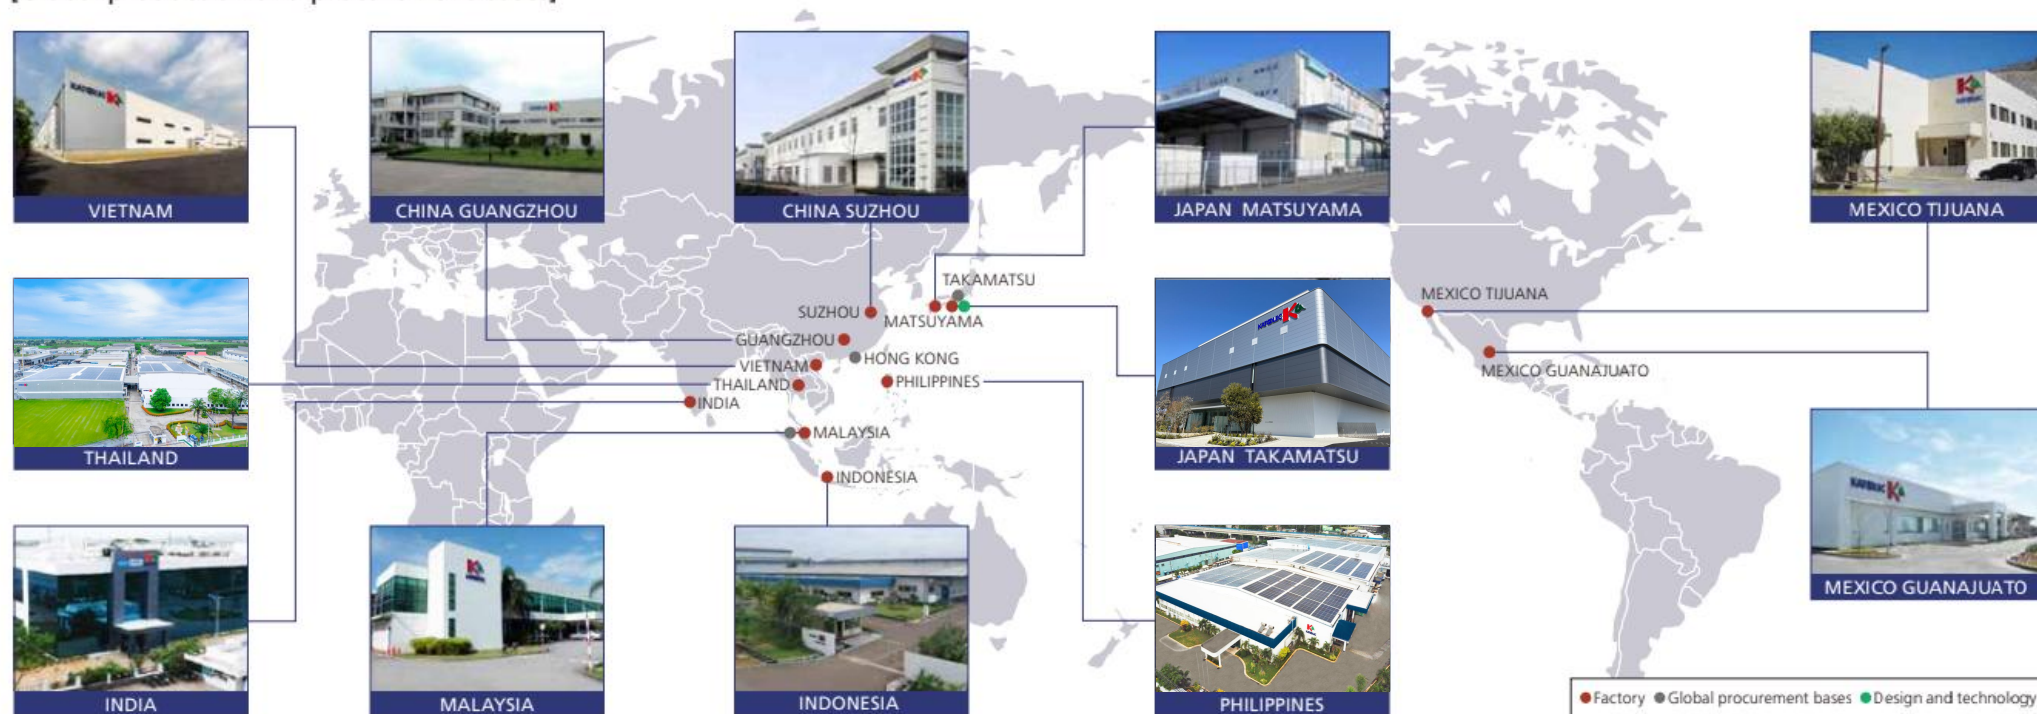 VIETNAM
CHINA GUANGZHOU
CHINA SUZHOU
JAPAN MATSUYAMA
MEXICO TIJUANA
TAKAMATSU
SUZHOU
MATSUYAMA
MEXICO TIJUANA
GUANGZHOU
HONG KONG
VIETNAM
THAILAND
PHILIPPINES
INDIA
MEXICO GUANAJUATO
MALAYSIA
INDONESIA
THAILAND
JAPAN TAKAMATSU
MEXICO GUANAJUATO
INDIA
MALAYSIA
INDONESIA
PHILIPPINES
Factory Global procurement bases Design and technology